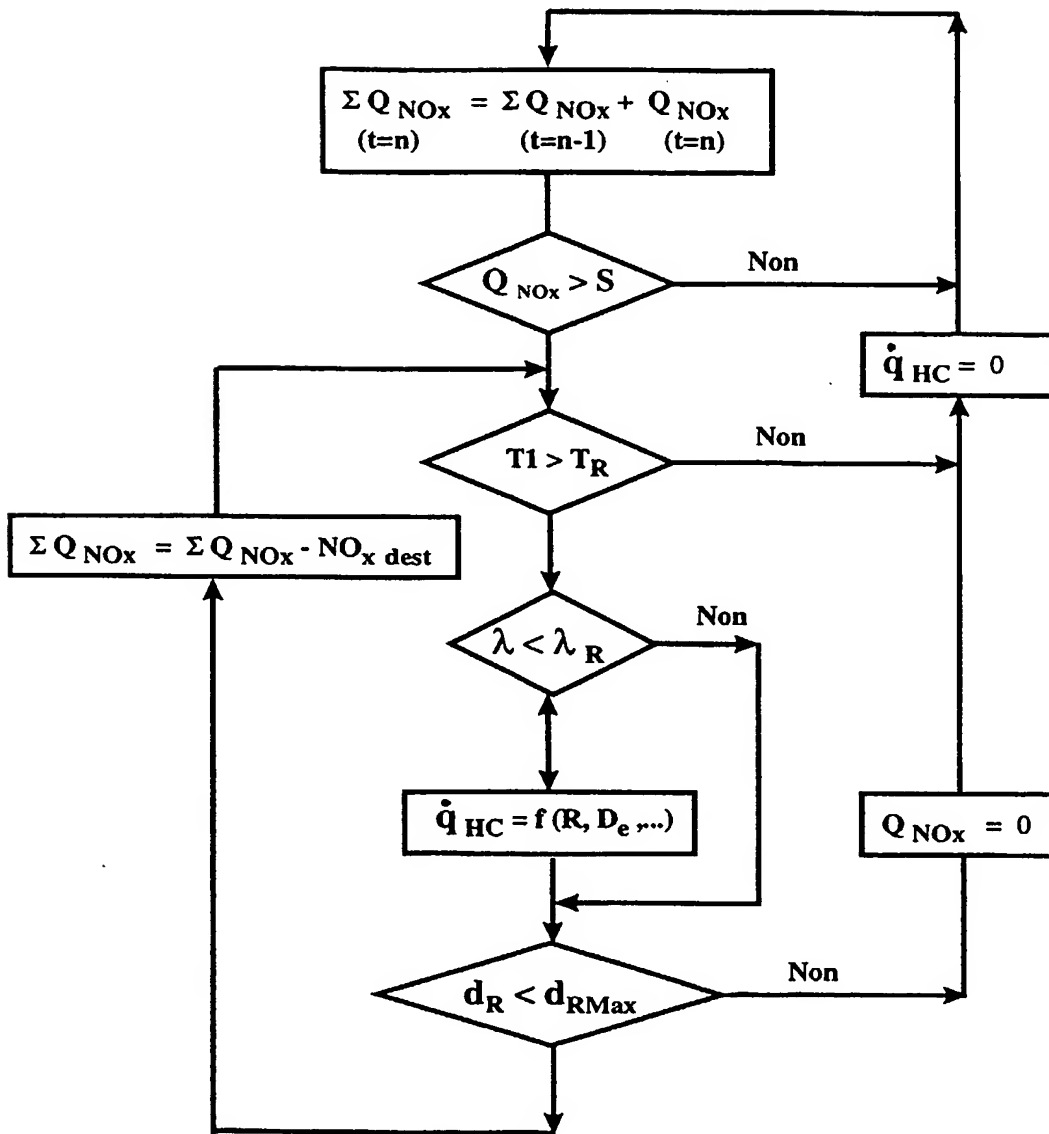 Σ Q NOx = Σ Q NOx + Q NOx
(t=n) (t=n-1) (t=n)
Q NOx > S
Non
q̇ HC = 0
T1 > TR
Non
Σ Q NOx = Σ Q NOx - NOx dest
λ < λ R
Non
q̇ HC = f (R, De ,...)
Q NOx = 0
dR < dRMax
Non